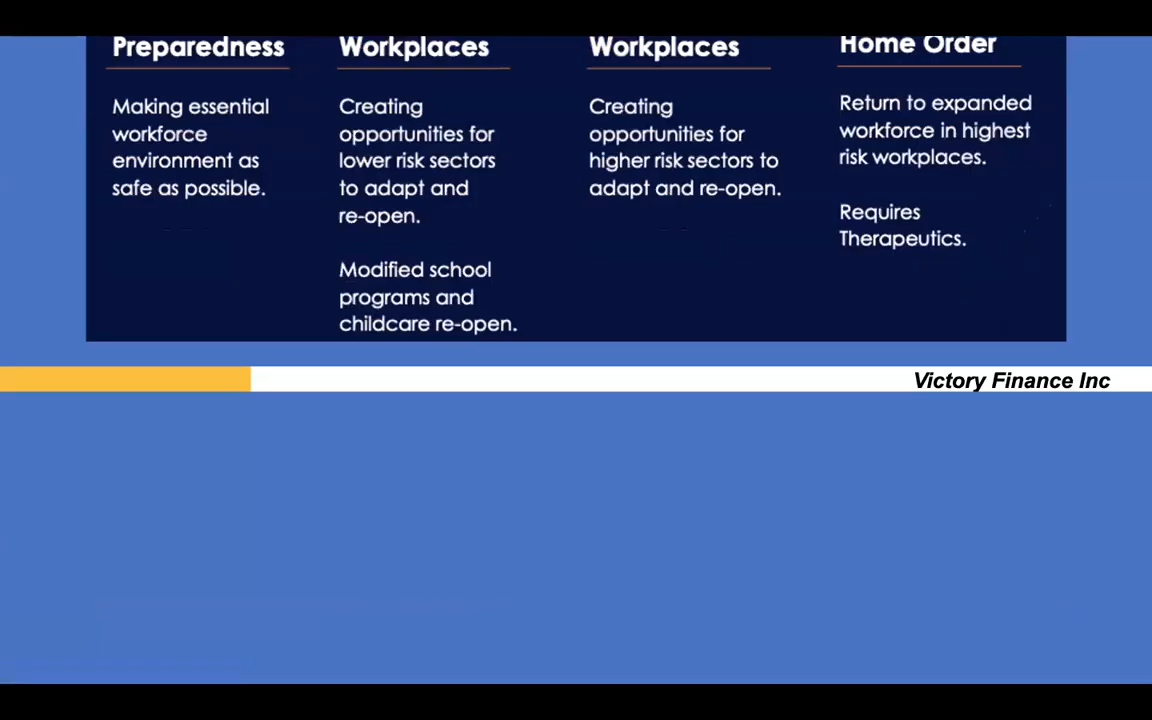 Preparedness
Making essential
workforce
environment as
safe as possible.
Workplaces
Creating
opportunities for
lower risk sectors
to adapt and
re-open.
Modified school
programs and
childcare re-open.
Workplaces
Creating
opportunities for
higher risk sectors to
adapt and re-open.
Home Order
Return to expanded
workforce in highest
risk workplaces.
Requires
Therapeutics.
Victory Finance Inc